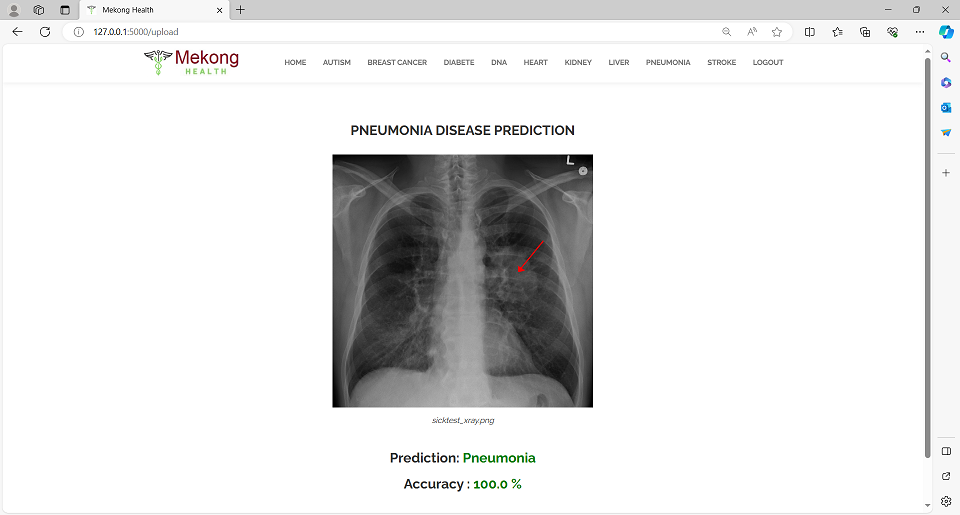 Mekong Health
127.0.0.1:5000/upload
Mekong
HEALTH
HOME AUTISM BREAST CANCER DIABETE DNA HEART KIDNEY LIVER PNEUMONIA STROKE LOGOUT
PNEUMONIA DISEASE PREDICTION
L
sicktest_xray.png
Prediction: Pneumonia
Accuracy : 100.0 %